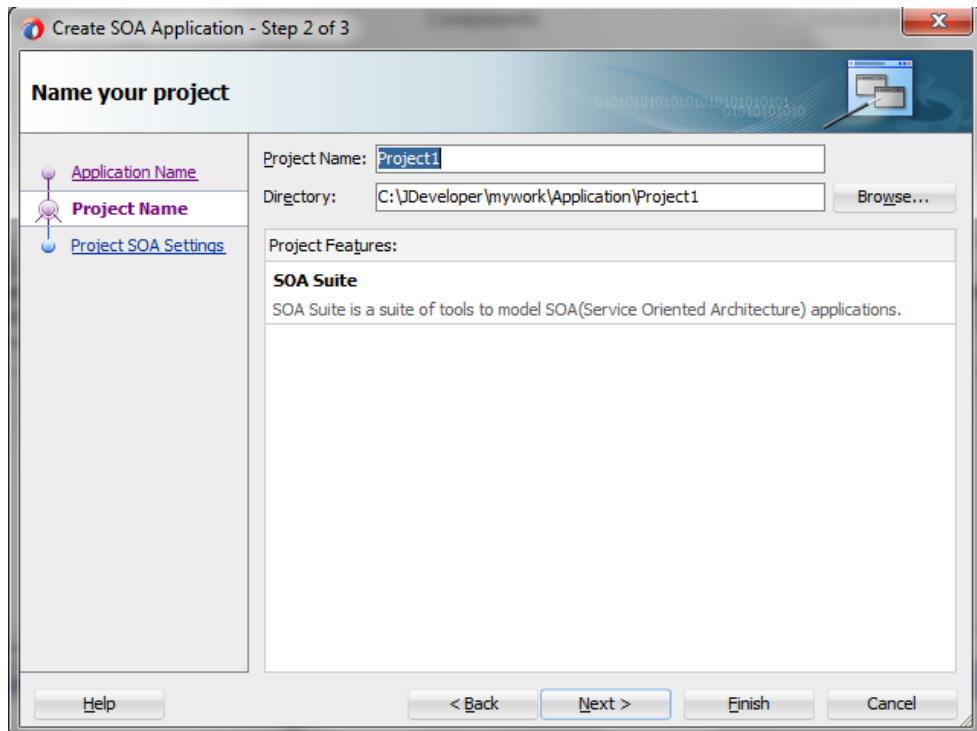 Create SOA Application - Step 2 of 3
Name your project
Application Name
Project Name
Project SOA Settings
Project Name: Project1
Directory: C:\JDeveloper\mywork\Application\Project1 Browse...
Project Features:
SOA Suite
SOA Suite is a suite of tools to model SOA(Service Oriented Architecture) applications.
Help < Back Next > Finish Cancel